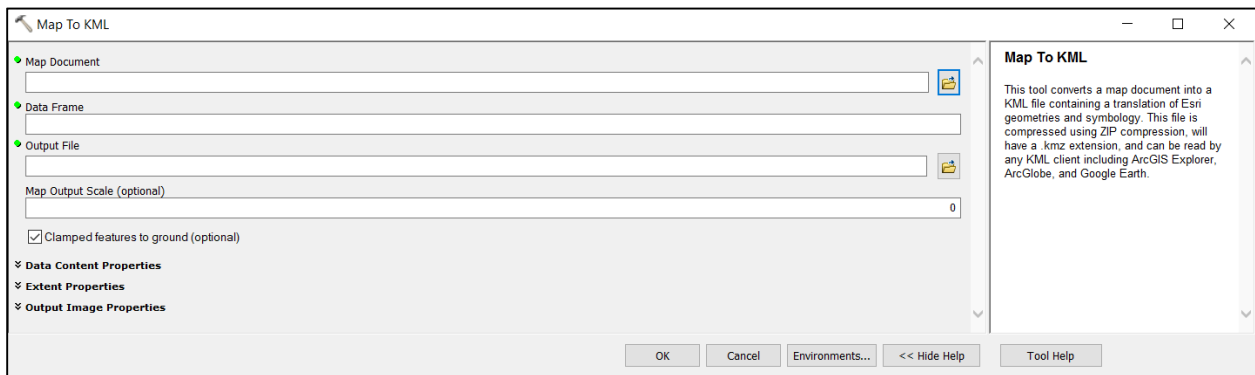 Map To KML
Map Document
Data Frame
Output File
Map Output Scale (optional)
0
Clamped features to ground (optional)
Data Content Properties
Extent Properties
Output Image Properties
Map To KML
This tool converts a map document into a
KML file containing a translation of Esri
geometries and symbology. This file is
compressed using ZIP compression, will
have a .kmz extension, and can be read by
any KML client including ArcGIS Explorer,
ArcGlobe, and Google Earth.
OK
Cancel
Environments...
<< Hide Help
Tool Help